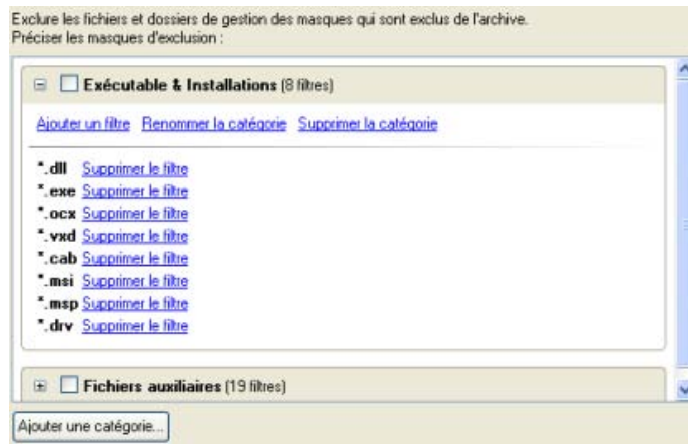 Exclure les fichiers et dossiers de gestion des masques qui sont exclus de l'archive.
Préciser les masques d'exclusion :
Exécutable & Installations (8 filtres)
Ajouter un filtre Renommer la catégorie Supprimer la catégorie
*.dll Supprimer le filtre
*.exe Supprimer le filtre
*.ocx Supprimer le filtre
*.vxd Supprimer le filtre
*.cab Supprimer le filtre
*.msi Supprimer le filtre
*.msp Supprimer le filtre
*.drv Supprimer le filtre
Fichiers auxiliaires (19 filtres)
Ajouter une catégorie...